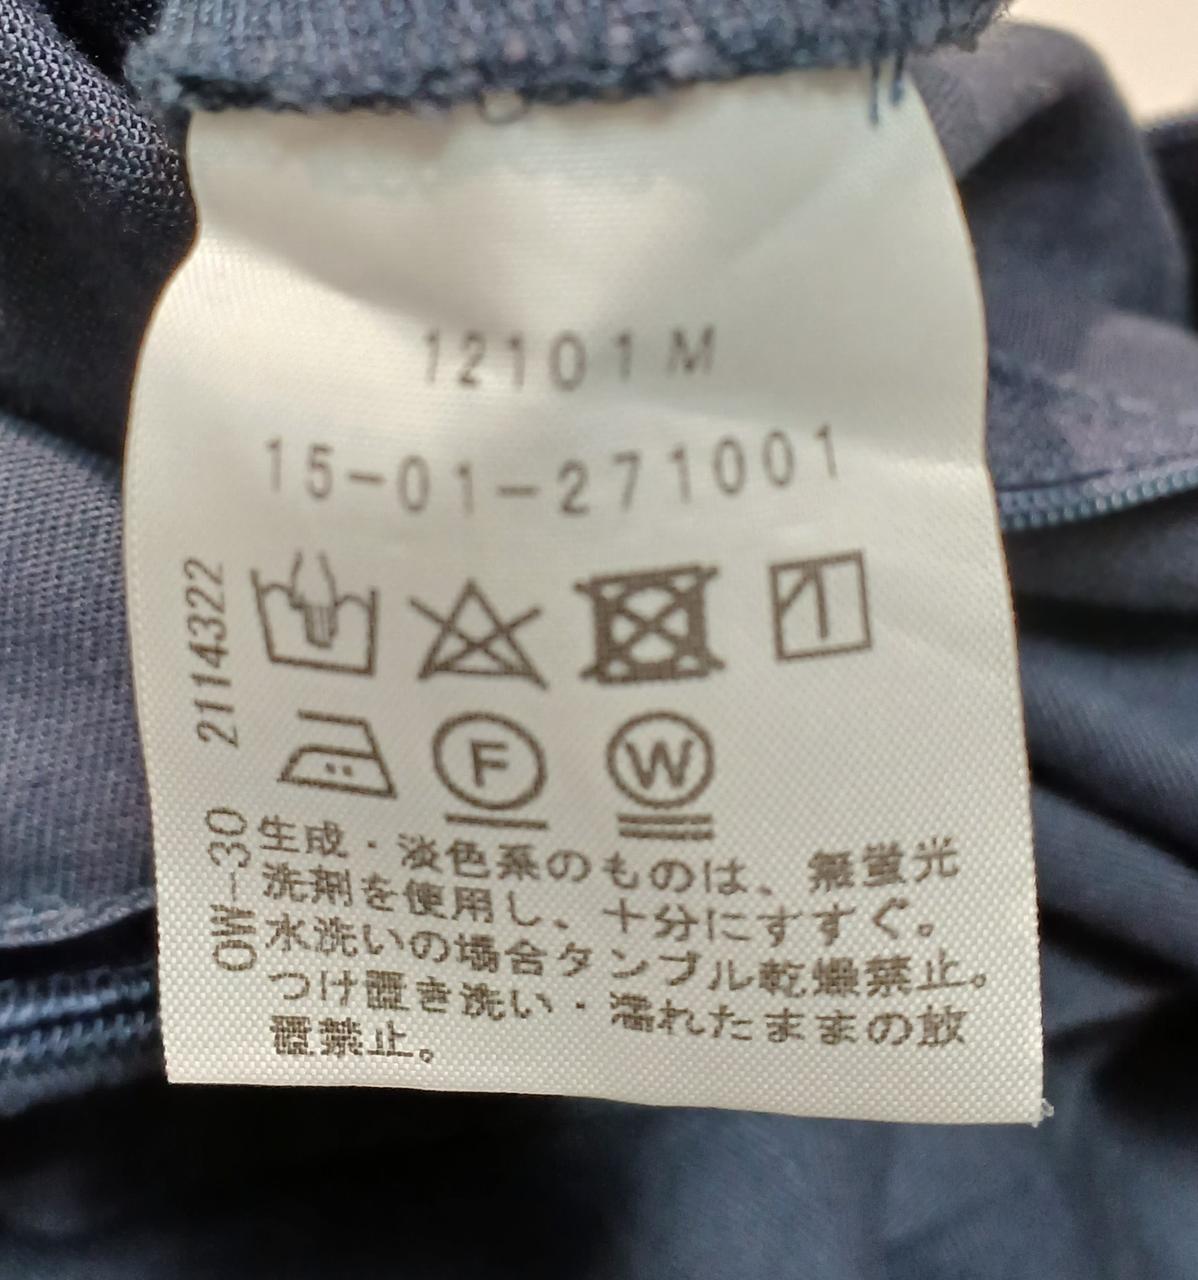 12101M
15-01-271001
OW-30 2114322
F W
生成・淡色系のものは、無蛍光
洗剤を使用し、十分にすすぐ。
水洗いの場合タンブル乾燥禁止。
つけ置き洗い・濡れたままの放
置禁止。